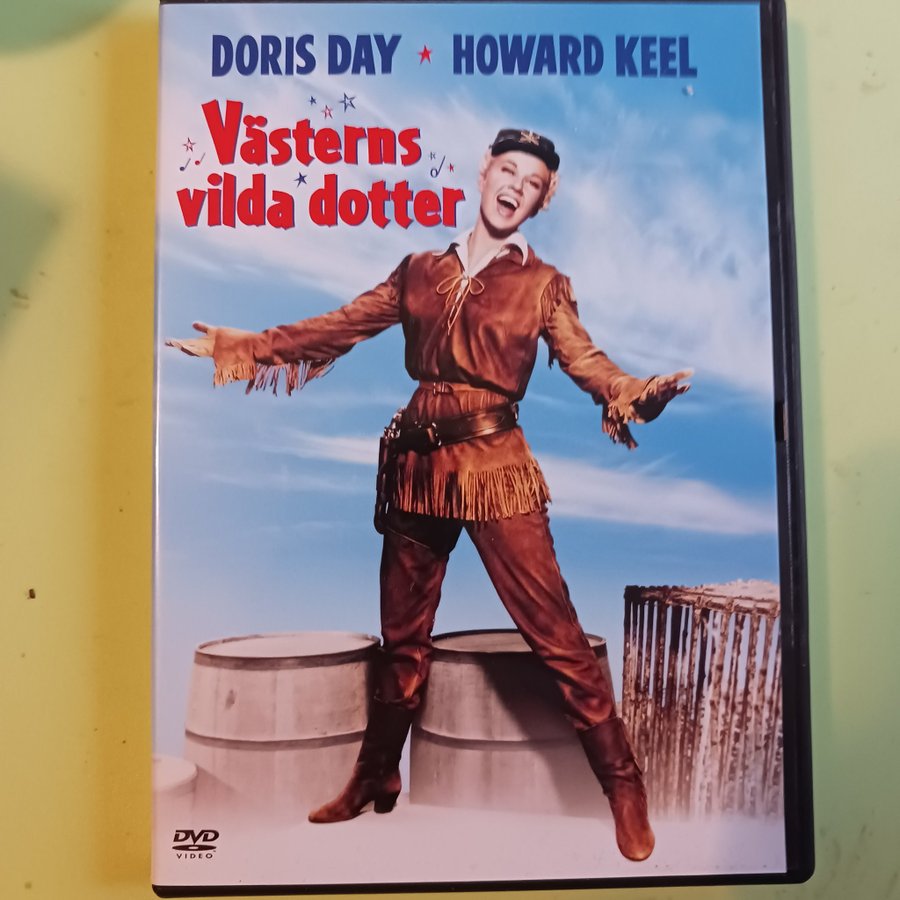 DORIS DAY ★ HOWARD KEEL
Västerns
vilda dotter
DVD
VIDEO